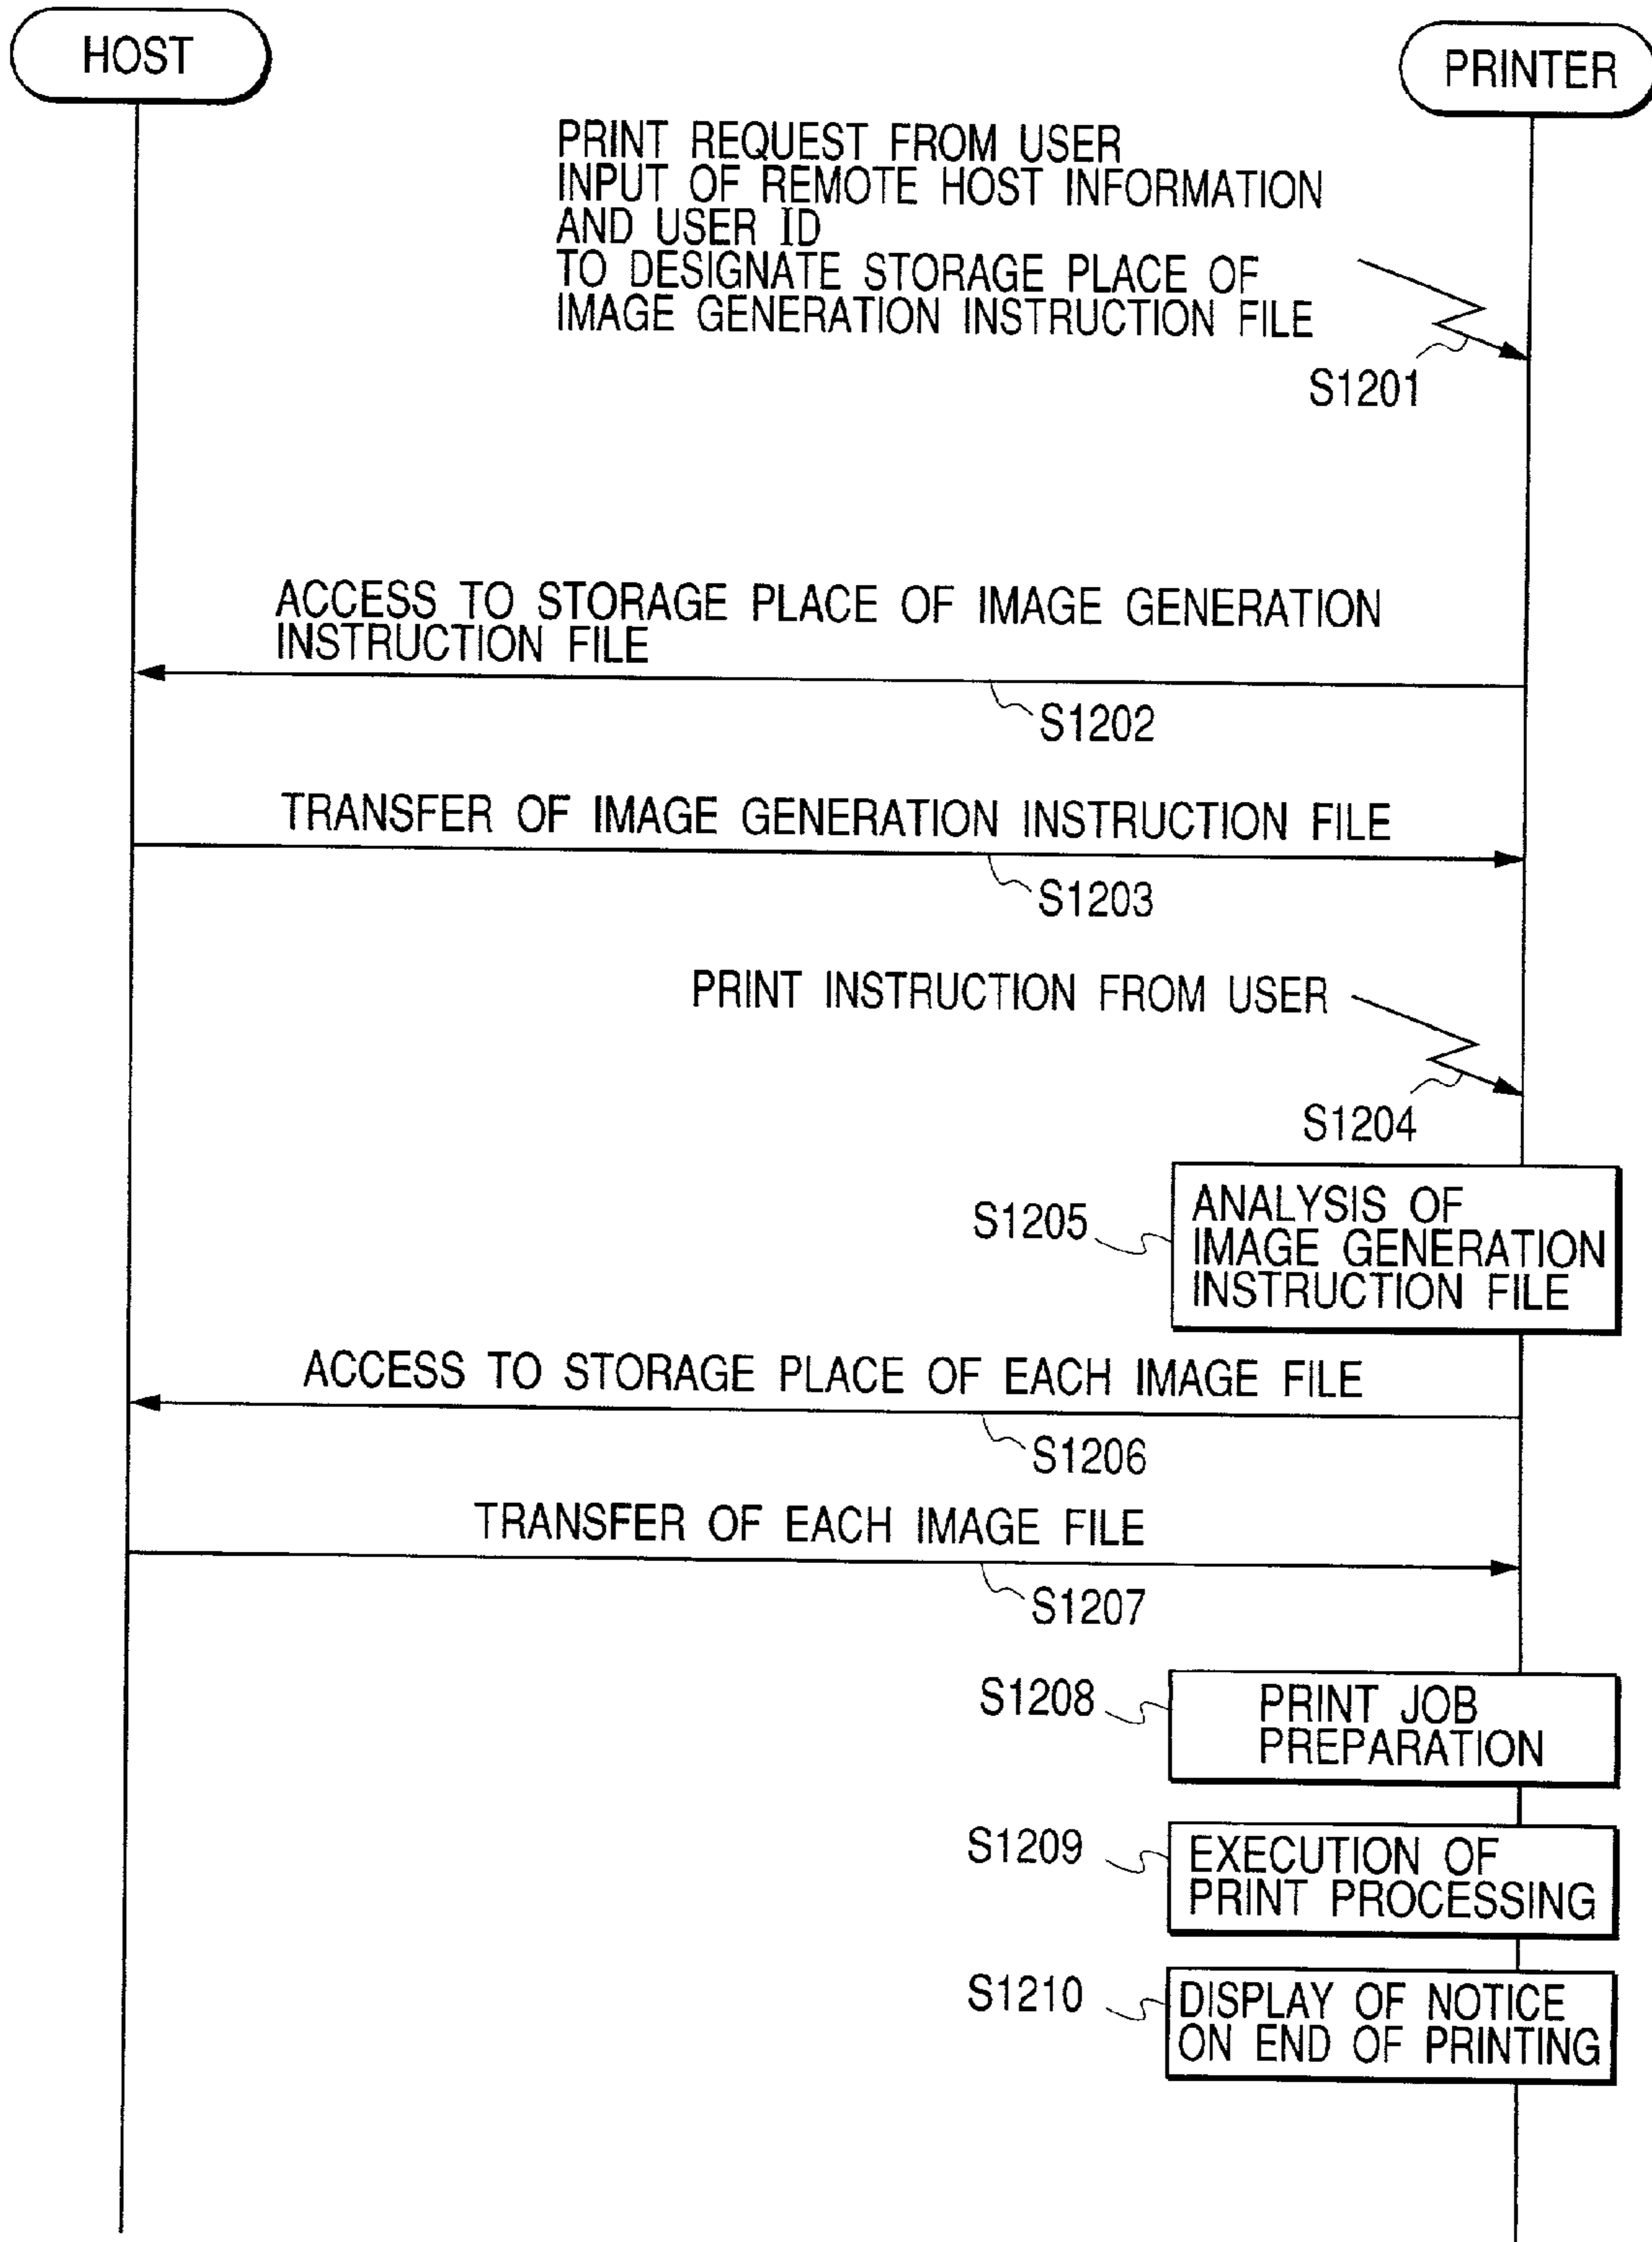 HOST
PRINTER
PRINT REQUEST FROM USER
INPUT OF REMOTE HOST INFORMATION
AND USER ID
TO DESIGNATE STORAGE PLACE OF
IMAGE GENERATION INSTRUCTION FILE
S1201
ACCESS TO STORAGE PLACE OF IMAGE GENERATION
INSTRUCTION FILE
S1202
TRANSFER OF IMAGE GENERATION INSTRUCTION FILE
S1203
PRINT INSTRUCTION FROM USER
S1204
S1205
ANALYSIS OF
IMAGE GENERATION
INSTRUCTION FILE
ACCESS TO STORAGE PLACE OF EACH IMAGE FILE
S1206
TRANSFER OF EACH IMAGE FILE
S1207
S1208
PRINT JOB
PREPARATION
S1209
EXECUTION OF
PRINT PROCESSING
S1210
DISPLAY OF NOTICE
ON END OF PRINTING